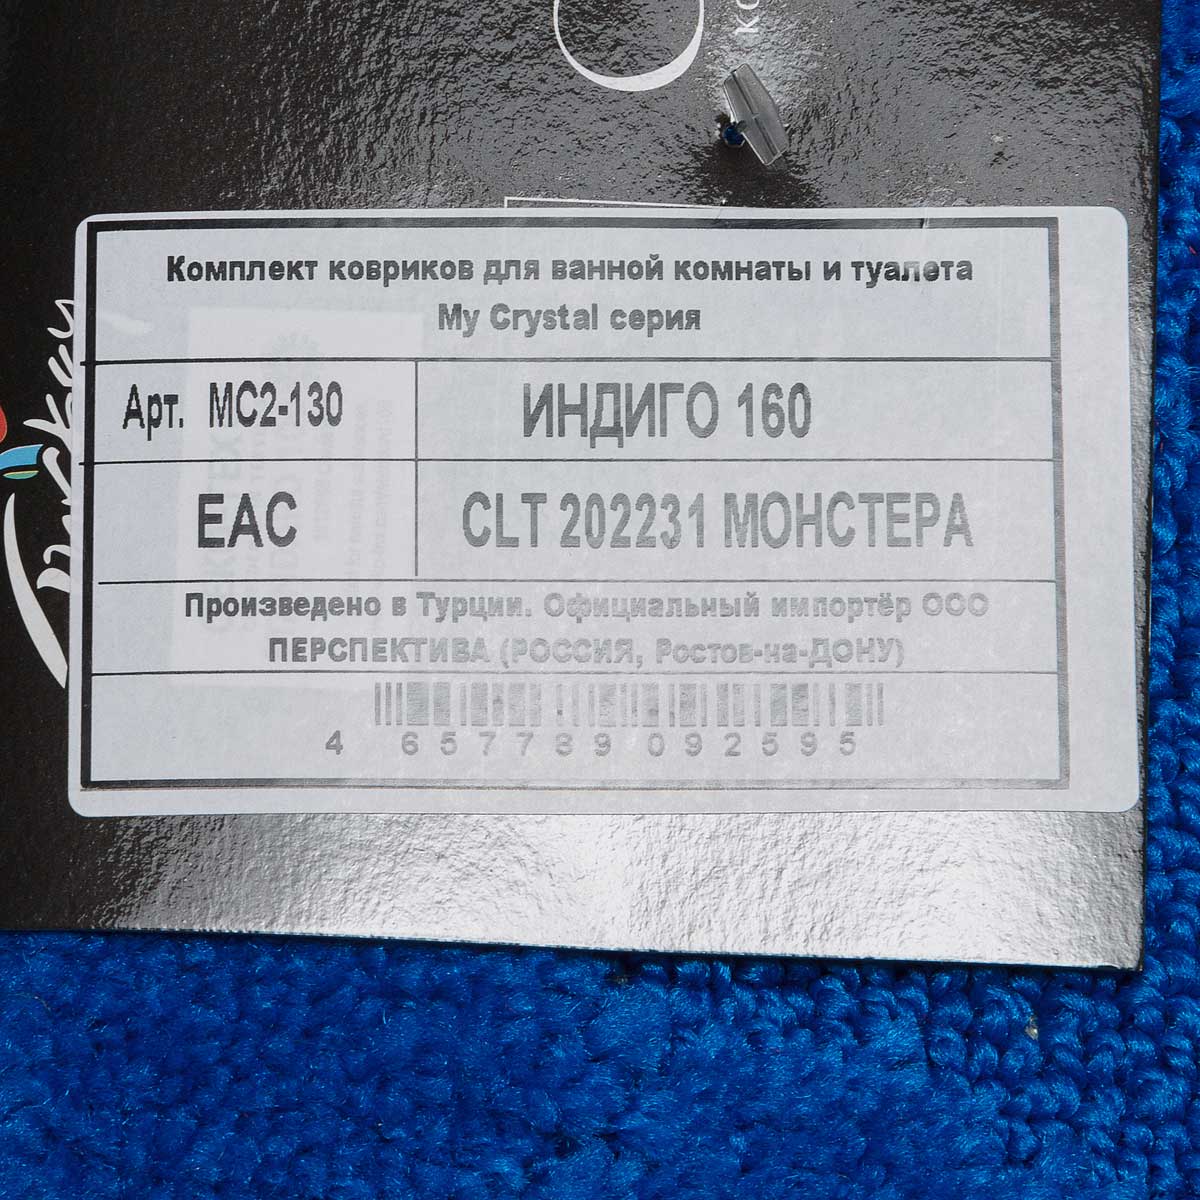 Комплект ковриков для ванной комнаты и туалета
My Crystal серия
Арт. MC2-130
ИНДИГО 160
EAC
CLT 202231 МОНСТЕРА
Произведено в Турции. Официальный импортёр ООО
ПЕРСПЕКТИВА (РОССИЯ, Ростов-на-ДОНУ)
4 657789 092595